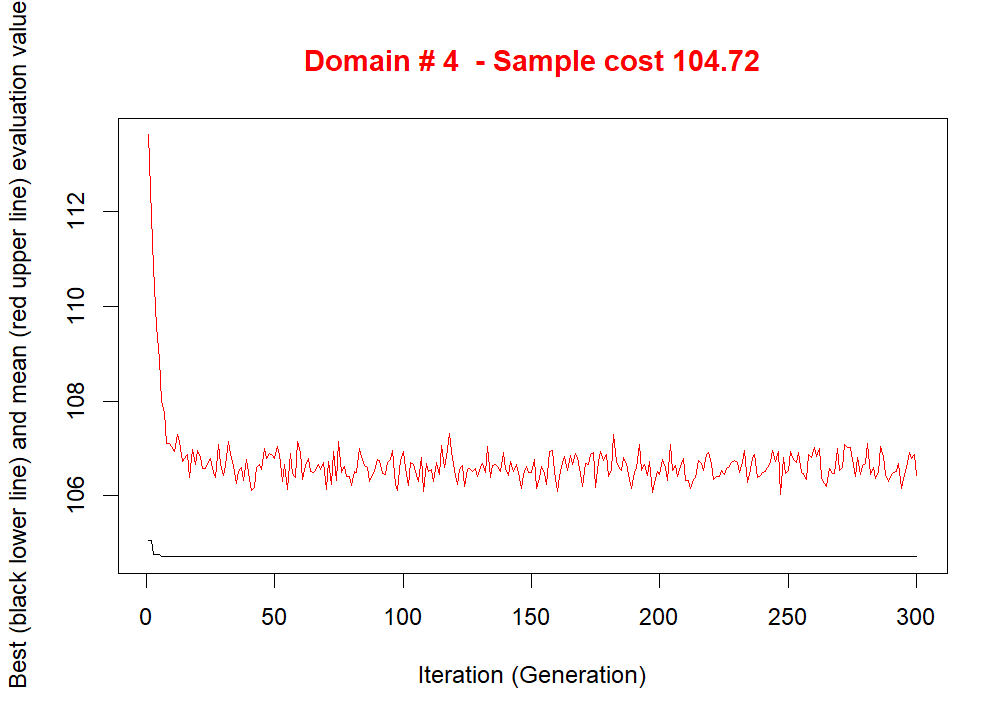 Domain # 4  - Sample cost 104.72
Best (black lower line) and mean (red upper line) evaluation value
112
110
108
106
0 50 100 150 200 250 300
Iteration (Generation)